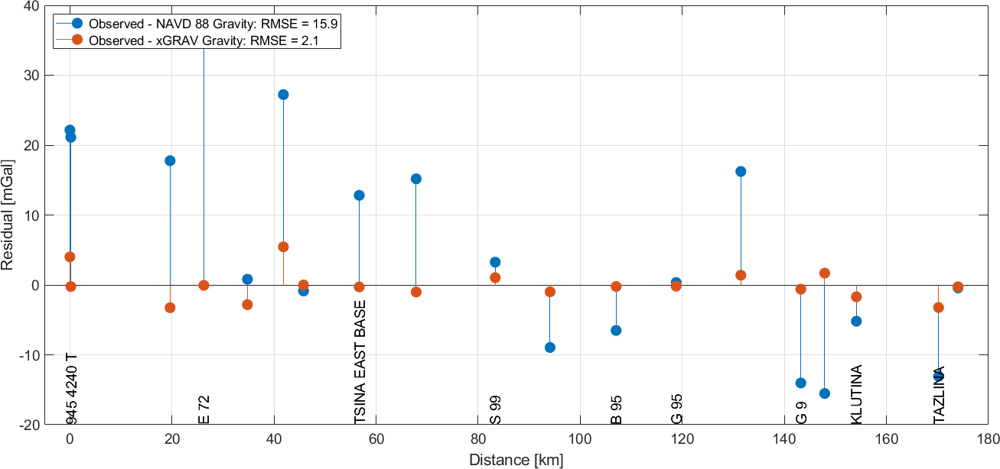 Observed - NAVD 88 Gravity: RMSE = 15.9
Observed - xGRAV Gravity: RMSE = 2.1
40
30
20
10
0
-10
-20
Residual [mGal]
945 4240 T
E 72
TSINA EAST BASE
S 99
B 95
G 95
G 9
KLUTINA
TAZLINA
0 20 40 60 80 100 120 140 160 180
Distance [km]